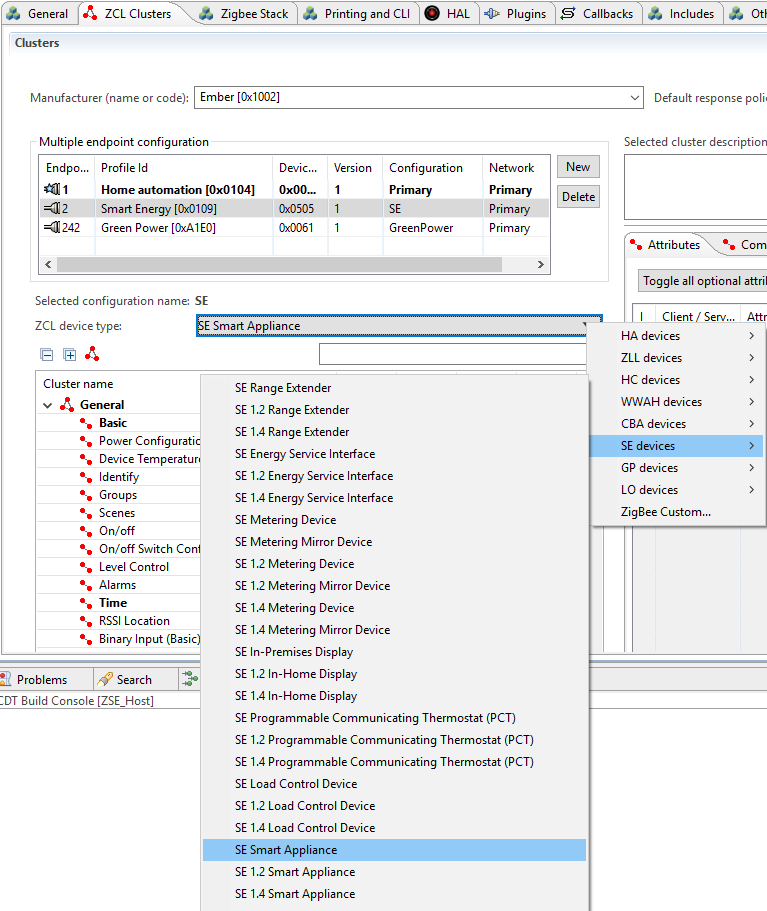 General ZCL Clusters Zigbee Stack Printing and CLI HAL Plugins Callbacks Includes
Clusters
Manufacturer (name or code): Ember [0x1002] Default response polic
Multiple endpoint configuration
Selected cluster description
Endpo... Profile Id Devic... Version Configuration Network
New
1 Home automation [0x0104] 0x00... 1 Primary Primary
Delete
2 Smart Energy [0x0109] 0x0505 1 SE Primary
242 Green Power [0xA1E0] 0x0061 1 GreenPower Primary
Attributes Com
Toggle all optional attrib
Selected configuration name: SE
Client / Serv... Attr
ZCL device type: SE Smart Appliance
HA devices
ZLL devices
HC devices
WWAH devices
CBA devices
SE devices
GP devices
LO devices
ZigBee Custom...
Cluster name
General
Basic
Power Configuratio
Device Temperature
Identify
Groups
Scenes
On/off
On/off Switch Conf
Level Control
Alarms
Time
RSSI Location
Binary Input (Basic)
SE Range Extender
SE 1.2 Range Extender
SE 1.4 Range Extender
SE Energy Service Interface
SE 1.2 Energy Service Interface
SE 1.4 Energy Service Interface
SE Metering Device
SE Metering Mirror Device
SE 1.2 Metering Device
SE 1.2 Metering Mirror Device
SE 1.4 Metering Device
SE 1.4 Metering Mirror Device
SE In-Premises Display
SE 1.2 In-Home Display
SE 1.4 In-Home Display
SE Programmable Communicating Thermostat (PCT)
SE 1.2 Programmable Communicating Thermostat (PCT)
SE 1.4 Programmable Communicating Thermostat (PCT)
SE Load Control Device
SE 1.2 Load Control Device
SE 1.4 Load Control Device
SE Smart Appliance
SE 1.2 Smart Appliance
SE 1.4 Smart Appliance
Problems Search
CDT Build Console [ZSE_Host]